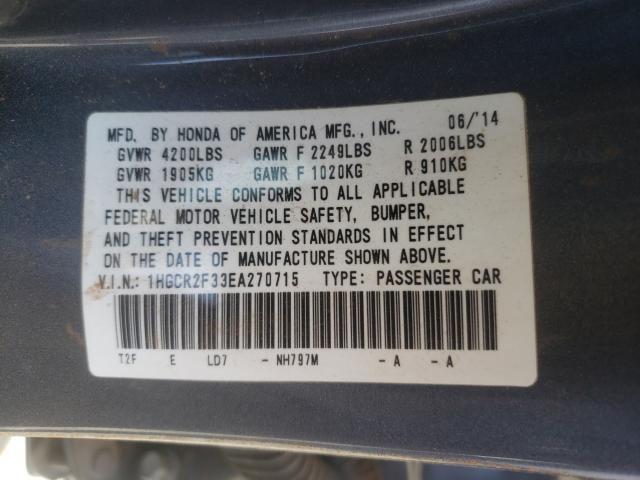 MFD. BY HONDA OF AMERICA MFG., INC. 06/'14
GVWR 4200LBS GAWR F 2249LBS R 2006LBS
GVWR 1905KG GAWR F 1020KG R 910KG
THIS VEHICLE CONFORMS TO ALL APPLICABLE
FEDERAL MOTOR VEHICLE SAFETY, BUMPER,
AND THEFT PREVENTION STANDARDS IN EFFECT
ON THE DATE OF MANUFACTURE SHOWN ABOVE.
V.I.N.: 1HGCR2F33EA270715 TYPE: PASSENGER CAR
T2F E LD7 - NH797M - A - A